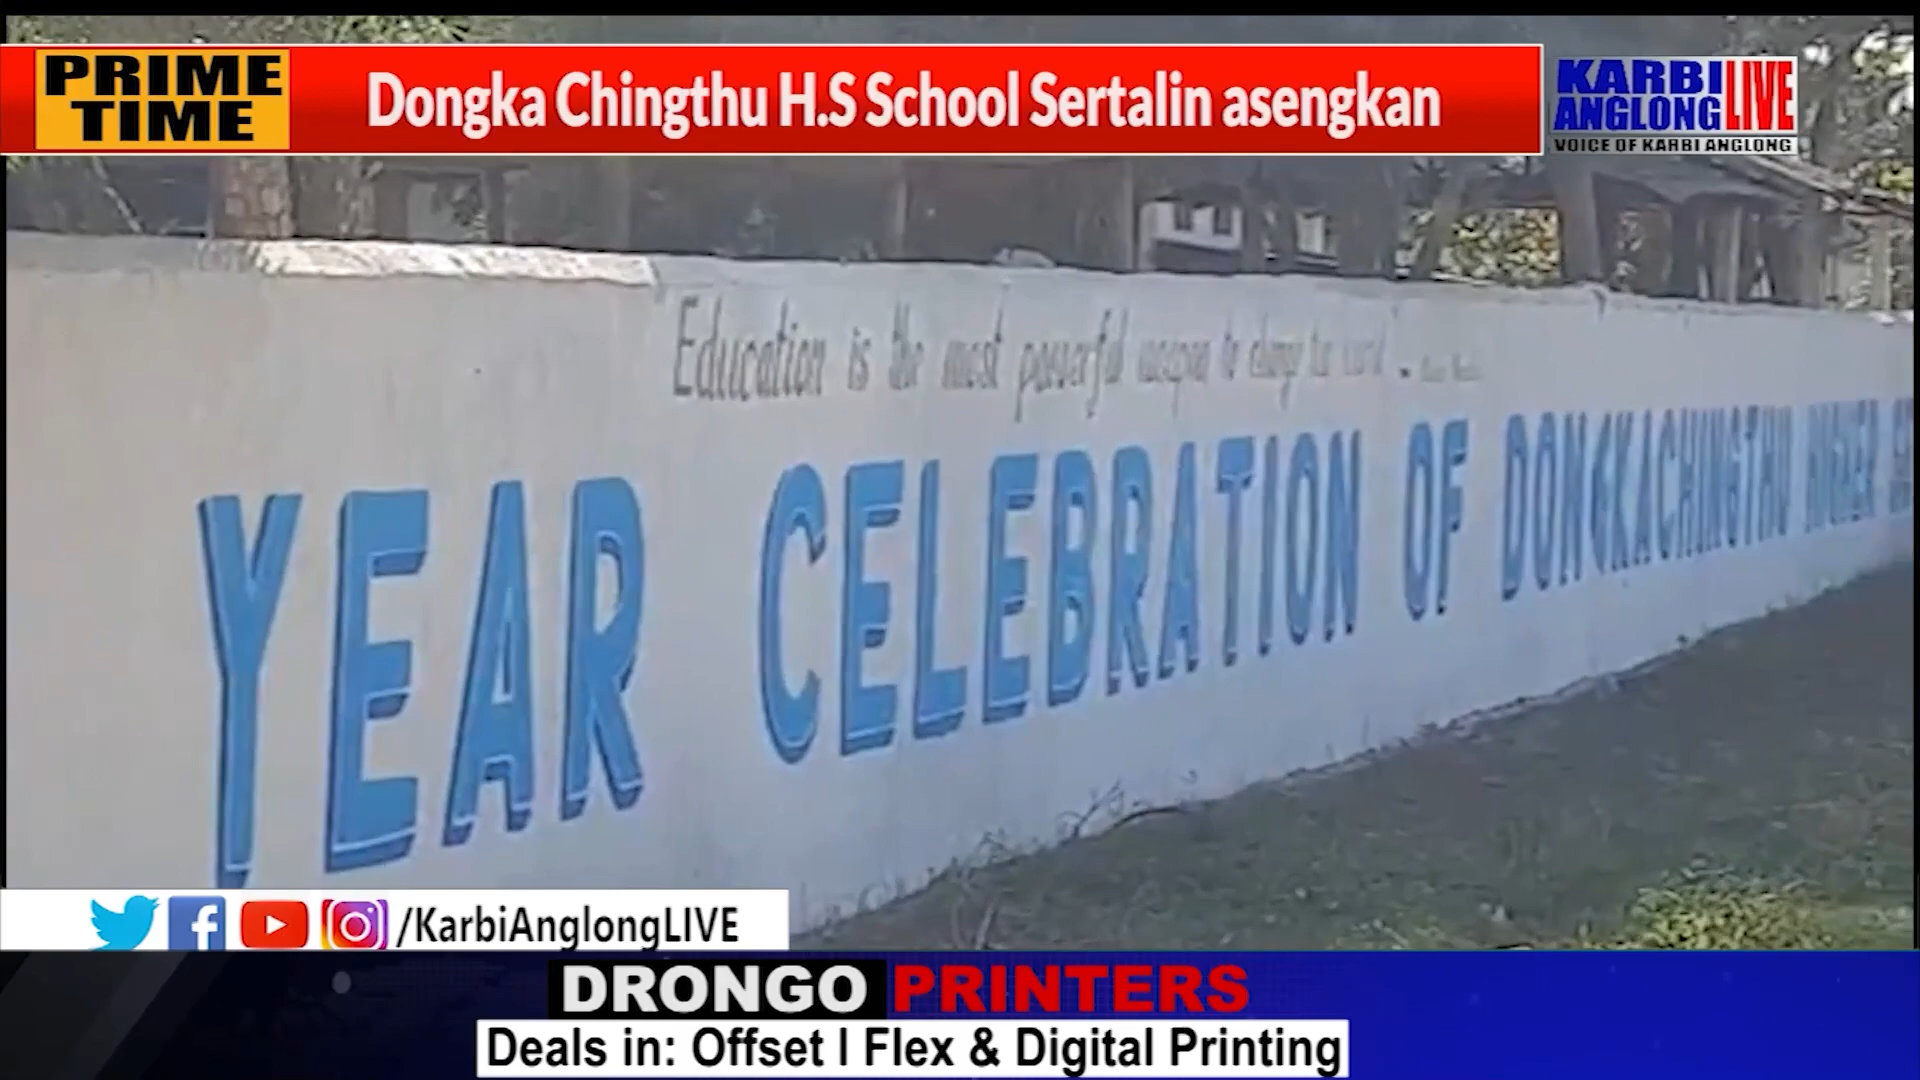 PRIME
TIME
Dongka Chingthu H.S School Sertalin asengkan
KARBI
ANGLONG LIVE
VOICE OF KARBI ANGLONG
Education is the most powerful weapon to change the world -
YEAR CELEBRATION OF DONGKACHINGTHU HIGHER
/KarbiAnglongLIVE
DRONGO PRINTERS
Deals in: Offset I Flex & Digital Printing